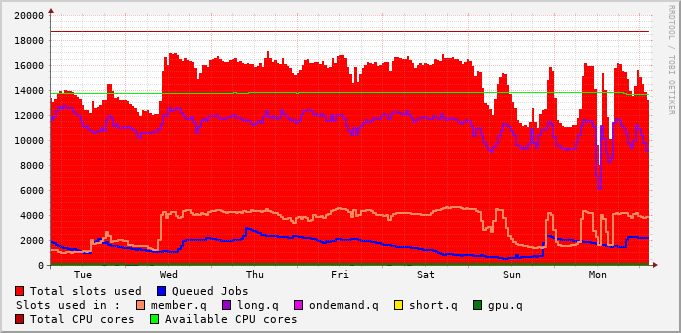 20000
18000
16000
14000
12000
10000
8000
6000
4000
2000
0
Tue Wed Thu Fri Sat Sun Mon
RRDTOOL / TOBI OETIKER
Total slots used Queued Jobs
Slots used in : member.q long.q ondemand.q short.q gpu.q
Total CPU cores Available CPU cores